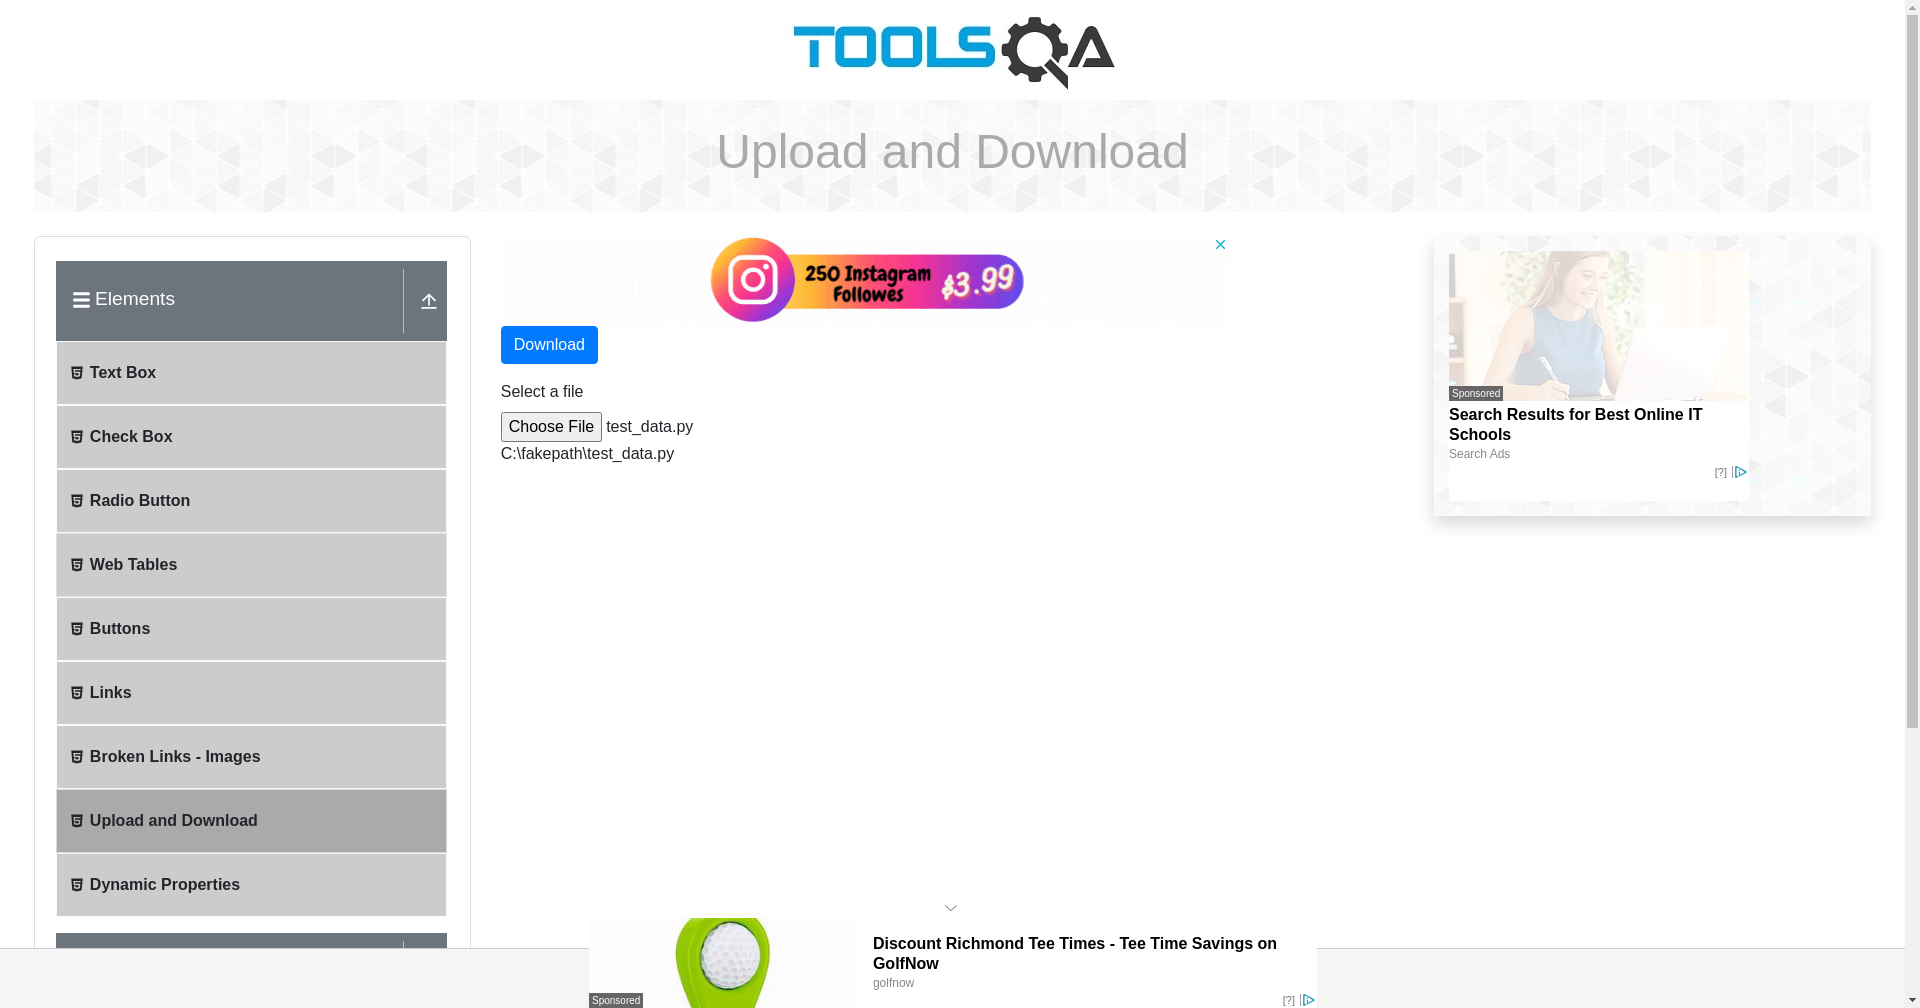 TOOLSQA
Upload and Download
Elements
Text Box
Check Box
Radio Button
Web Tables
Buttons
Links
Broken Links - Images
Upload and Download
Dynamic Properties
250 Instagram
Followes
$3.99
Download
Select a file
Choose File test_data.py
C:\fakepath\test_data.py
Sponsored
Search Results for Best Online IT
Schools
Search Ads
[?]
Discount Richmond Tee Times - Tee Time Savings on
GolfNow
golfnow
Sponsored
[?]